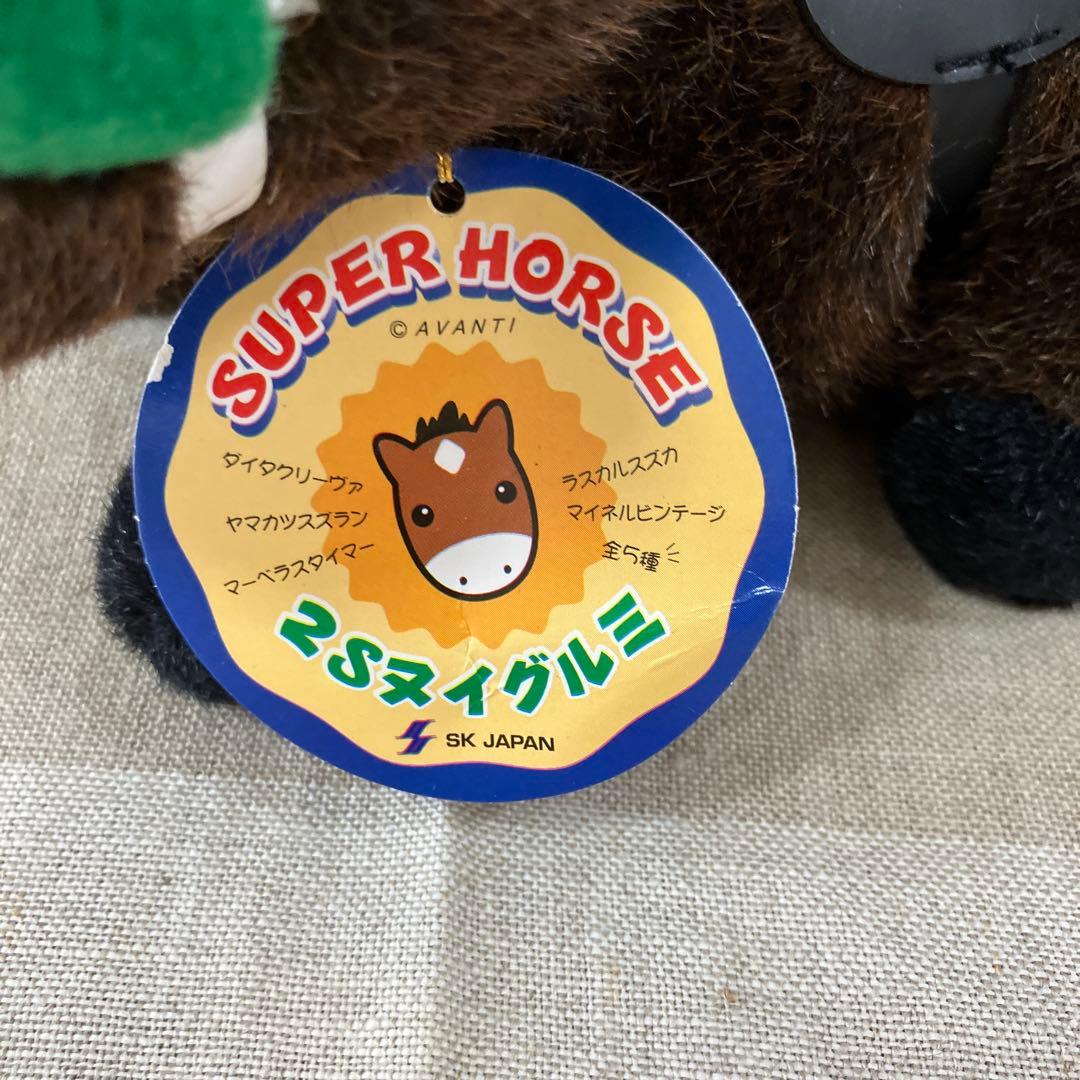 SUPER HORSE
© AVANTI
ダイタクリーヴァ
ヤマカツスズラン
マーベラスタイマー
ラスカルスズカ
マイネルビンテージ
全5種
2Sヌイグルミ
SK JAPAN